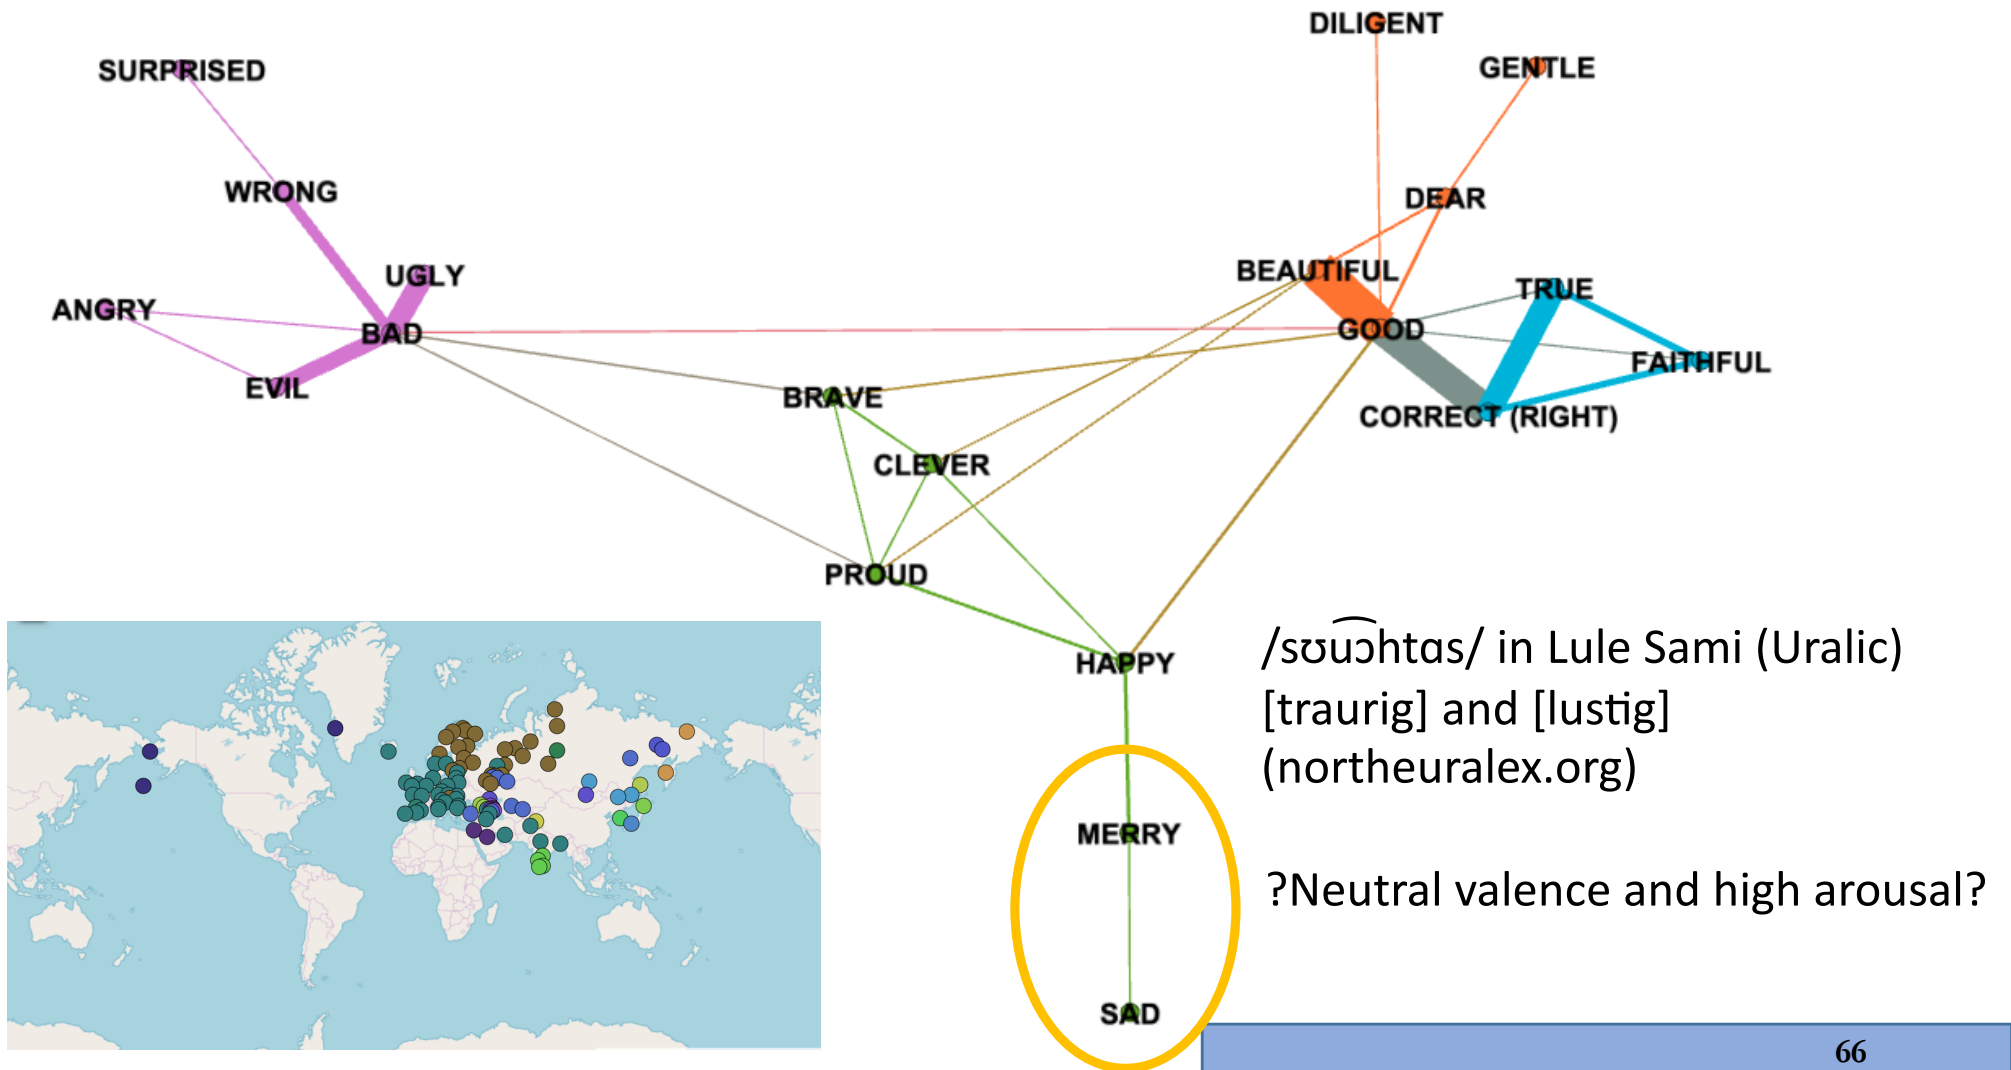 DILIGENT
SURPRISED
GENTLE
WRONG
DEAR
UGLY
BEAUTIFUL
TRUE
ANGRY
BAD
GOOD
FAITHFUL
EVIL
BRAVE
CORRECT (RIGHT)
CLEVER
PROUD
HAPPY
MERRY
SAD
/sʊu͡ɔhtɑs/ in Lule Sami (Uralic)
[traurig] and [lustig]
(northeuralex.org)
?Neutral valence and high arousal?
66